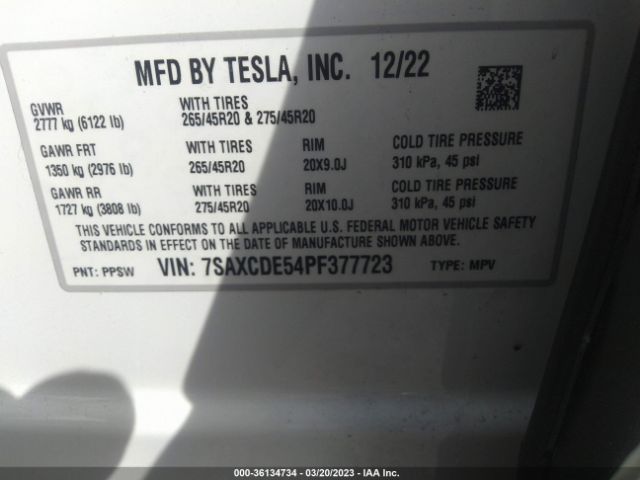 MFD BY TESLA, INC. 12/22
GVWR
2777 kg (6122 lb)
WITH TIRES
265/45R20 & 275/45R20
GAWR FRT
1350 kg (2976 lb)
WITH TIRES
265/45R20
RIM
20X9.0J
COLD TIRE PRESSURE
310 kPa, 45 psi
GAWR RR
1727 kg (3808 lb)
WITH TIRES
275/45R20
RIM
20X10.0J
COLD TIRE PRESSURE
310 kPa, 45 psi
THIS VEHICLE CONFORMS TO ALL APPLICABLE U.S. FEDERAL MOTOR VEHICLE SAFETY
STANDARDS IN EFFECT ON THE DATE OF MANUFACTURE SHOWN ABOVE.
PNT: PPSW VIN: 7SAXCDE54PF377723 TYPE: MPV
000-36134734 - 03/20/2023 - IAA Inc.